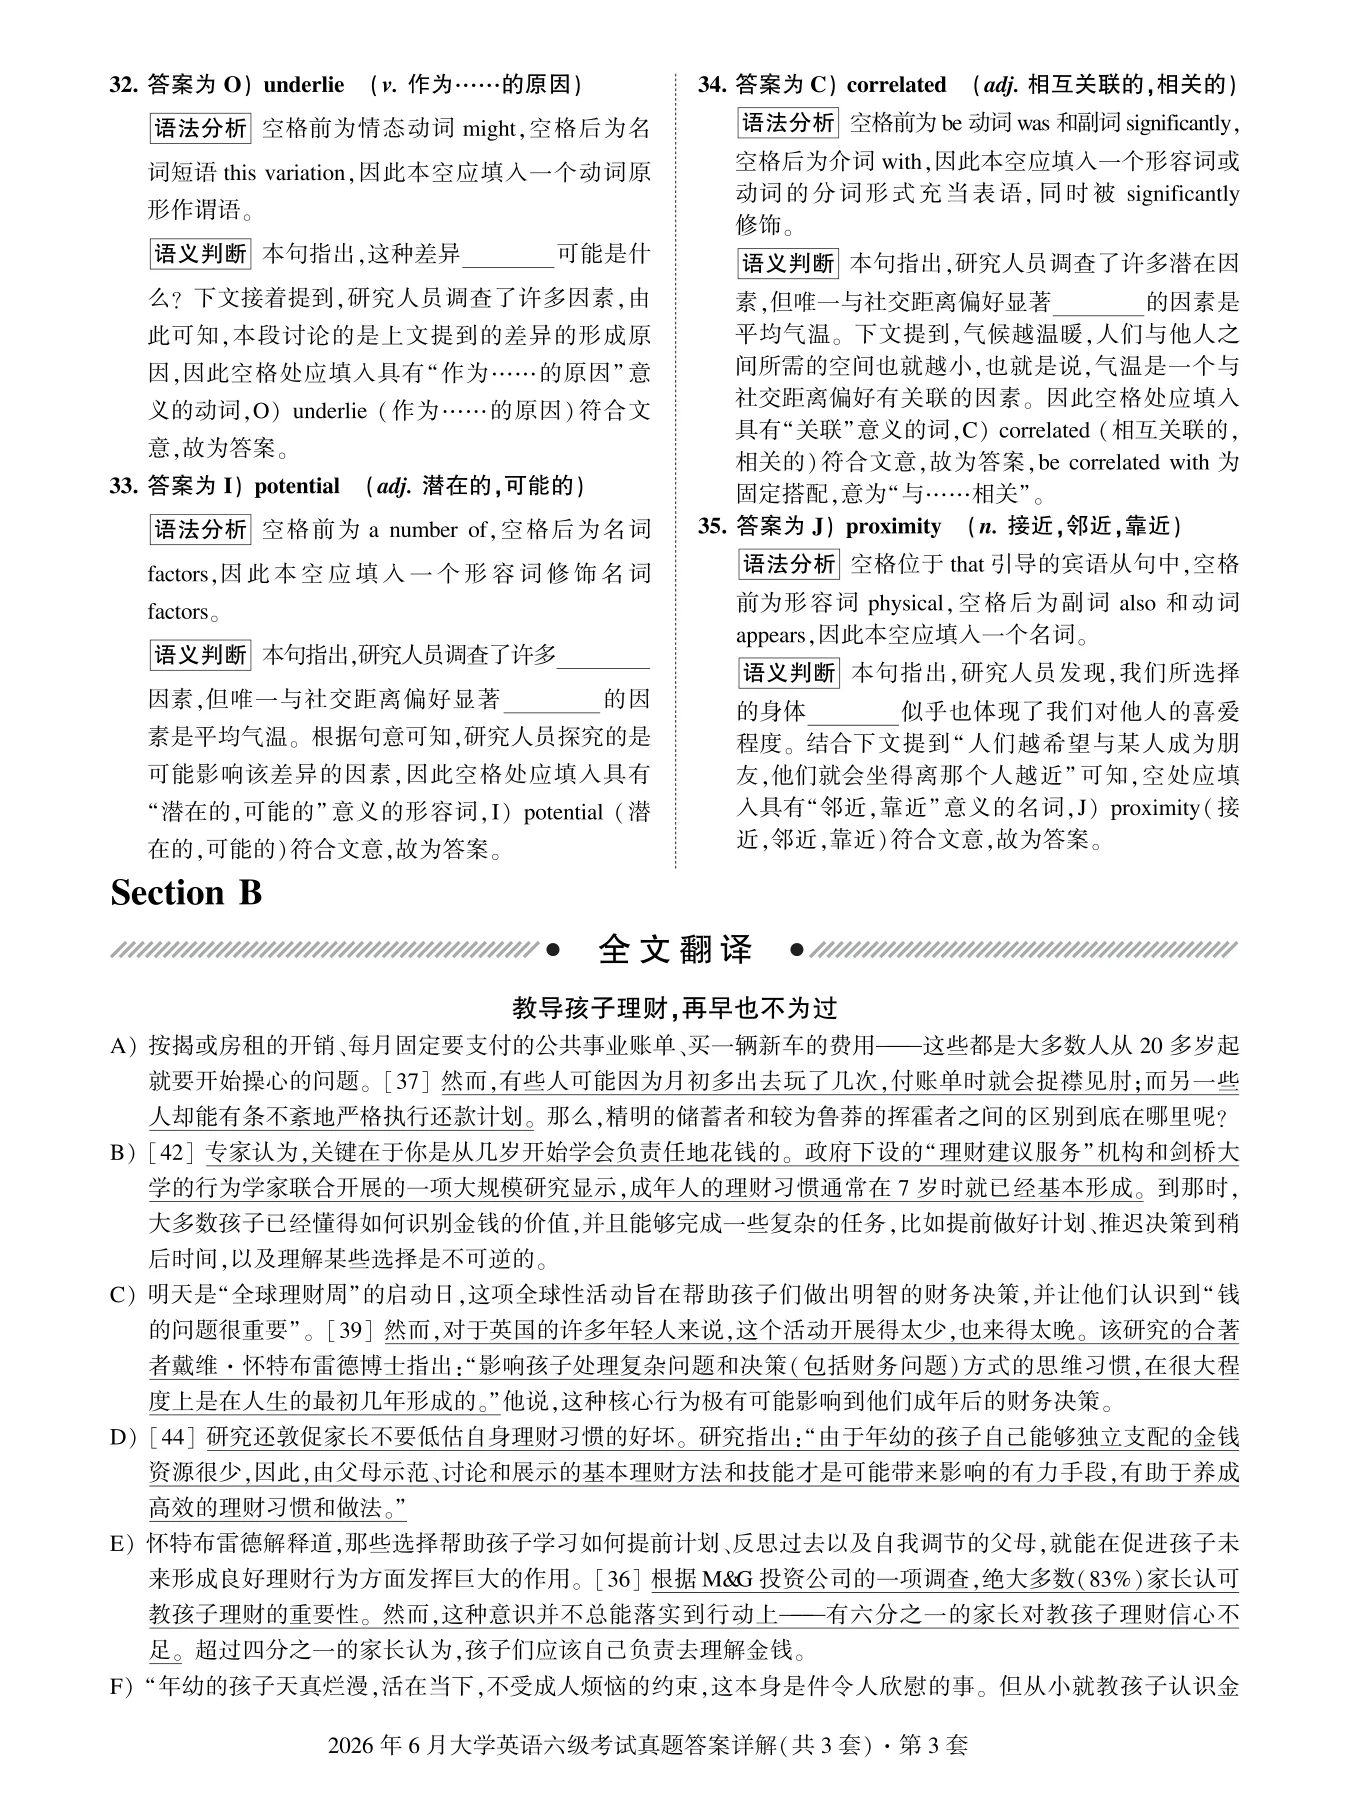 32. 答案为 O) underlie (v. 作为……的原因)
语法分析 空格前为情态动词 might,空格后为名
词短语 this variation,因此本空应填入一个动词原
形作谓语。
语义判断 本句指出,这种差异________可能是什
么？下文接着提到,研究人员调查了许多因素,由
此可知,本段讨论的是上文提到的差异的形成原
因,因此空格处应填入具有“作为……的原因”意
义的动词,O) underlie (作为……的原因)符合文
意,故为答案。
33. 答案为 I) potential (adj. 潜在的,可能的)
语法分析 空格前为 a number of,空格后为名词
factors,因此本空应填入一个形容词修饰名词
factors。
语义判断 本句指出,研究人员调查了许多________
因素,但唯一与社交距离偏好显著________的因
素是平均气温。根据句意可知,研究人员探究的是
可能影响该差异的因素,因此空格处应填入具有
“潜在的,可能的”意义的形容词,I) potential (潜
在的,可能的)符合文意,故为答案。
34. 答案为 C) correlated (adj. 相互关联的,相关的)
语法分析 空格前为 be 动词 was 和副词 significantly,
空格后为介词 with,因此本空应填入一个形容词或
动词的分词形式充当表语,同时被 significantly
修饰。
语义判断 本句指出,研究人员调查了许多潜在因
素,但唯一与社交距离偏好显著________的因素是
平均气温。下文提到,气候越温暖,人们与他人之
间所需的空间也就越小,也就是说,气温是一个与
社交距离偏好有关联的因素。因此空格处应填入
具有“关联”意义的词,C) correlated (相互关联的,
相关的)符合文意,故为答案,be correlated with 为
固定搭配,意为“与……相关”。
35. 答案为 J) proximity (n. 接近,邻近,靠近)
语法分析 空格位于 that 引导的宾语从句中,空格
前为形容词 physical,空格后为副词 also 和动词
appears,因此本空应填入一个名词。
语义判断 本句指出,研究人员发现,我们所选择
的身体________似乎也体现了我们对他人的喜爱
程度。结合下文提到“人们越希望与某人成为朋
友,他们就会坐得离那个人越近”可知,空处应填
入具有“邻近,靠近”意义的名词,J) proximity(接
近,邻近,靠近)符合文意,故为答案。
Section B
全文翻译
教导孩子理财,再早也不为过
A) 按揭或房租的开销、每月固定要支付的公共事业账单、买一辆新车的费用——这些都是大多数人从 20 多岁起
就要开始操心的问题。[37] 然而,有些人可能因为月初多出去玩了几次,付账单时就会捉襟见肘;而另一些
人却能有条不紊地严格执行还款计划。那么,精明的储蓄者和较为鲁莽的挥霍者之间的区别到底在哪里呢？
B) [42] 专家认为,关键在于你是从几岁开始学会负责任地花钱的。政府下设的“理财建议服务”机构和剑桥大
学的行为学家联合开展的一项大规模研究显示,成年人的理财习惯通常在 7 岁时就已经基本形成。到那时,
大多数孩子已经懂得如何识别金钱的价值,并且能够完成一些复杂的任务,比如提前做好计划、推迟决策到稍
后时间,以及理解某些选择是不可逆的。
C) 明天是“全球理财周”的启动日,这项全球性活动旨在帮助孩子们做出明智的财务决策,并让他们认识到“钱
的问题很重要”。[39] 然而,对于英国的许多年轻人来说,这个活动开展得太少,也来得太晚。该研究的合著
者戴维·怀特布雷德博士指出:“影响孩子处理复杂问题和决策(包括财务问题)方式的思维习惯,在很大程
度上是在人生的最初几年形成的。”他说,这种核心行为极有可能影响到他们成年后的财务决策。
D) [44] 研究还敦促家长不要低估自身理财习惯的好坏。研究指出:“由于年幼的孩子自己能够独立支配的金钱
资源很少,因此,由父母示范、讨论和展示的基本理财方法和技能才是可能带来影响的有力手段,有助于养成
高效的理财习惯和做法。”
E) 怀特布雷德解释道,那些选择帮助孩子学习如何提前计划、反思过去以及自我调节的父母,就能在促进孩子未
来形成良好理财行为方面发挥巨大的作用。[36] 根据 M&G 投资公司的一项调查,绝大多数(83%)家长认可
教孩子理财的重要性。然而,这种意识并不总能落实到行动上——有六分之一的家长对教孩子理财信心不
足。超过四分之一的家长认为,孩子们应该自己负责去理解金钱。
F) “年幼的孩子天真烂漫,活在当下,不受成人烦恼的约束,这本身是件令人欣慰的事。但从小就教孩子认识金
2026 年 6 月大学英语六级考试真题答案详解(共 3 套)·第 3 套